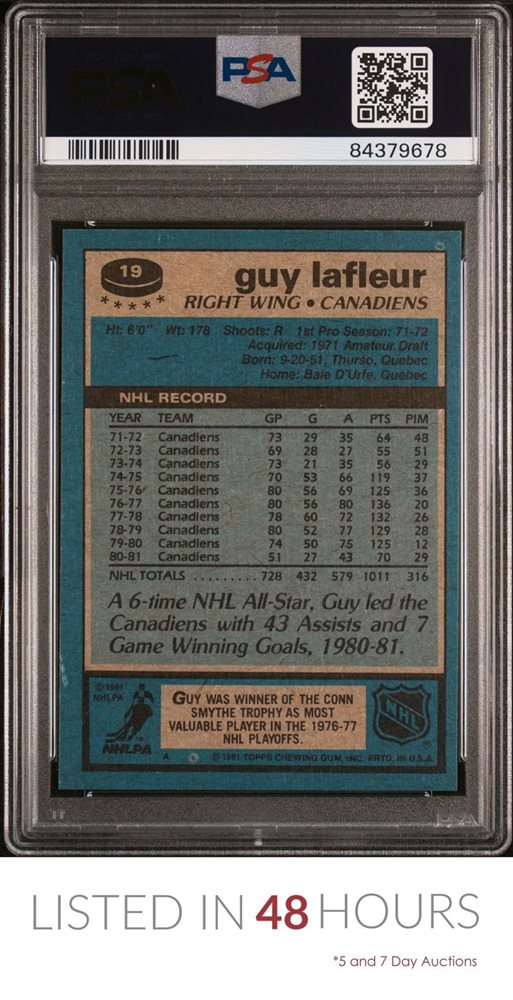 PSA
PSA
84379678
19
guy lafleur
RIGHT WING • CANADIENS
Ht: 6'0" Wt: 178 Shoots: R 1st Pro Season: 71-72
Acquired: 1971 Amateur Draft
Born: 9-20-51, Thurso, Quebec
Home: Baie D'Urfe, Quebec
NHL RECORD
YEAR TEAM GP G A PTS PIM
71-72 Canadiens 73 29 35 64 48
72-73 Canadiens 69 28 27 55 51
73-74 Canadiens 73 21 35 56 29
74-75 Canadiens 70 53 66 119 37
75-76 Canadiens 80 56 69 125 36
76-77 Canadiens 80 56 80 136 20
77-78 Canadiens 78 60 72 132 26
78-79 Canadiens 80 52 77 129 28
79-80 Canadiens 74 50 75 125 12
80-81 Canadiens 51 27 43 70 29
NHL TOTALS .......... 728 432 579 1011 316
A 6-time NHL All-Star, Guy led the
Canadiens with 43 Assists and 7
Game Winning Goals, 1980-81.
© 1981
NHLPA
NHLPA
™
GUY WAS WINNER OF THE CONN
SMYTHE TROPHY AS MOST
VALUABLE PLAYER IN THE 1976-77
NHL PLAYOFFS.
NHL
®
A © 1981 TOPPS CHEWING GUM, INC. PRTD. IN U.S.A.
PSA
LISTED IN 48 HOURS
*5 and 7 Day Auctions